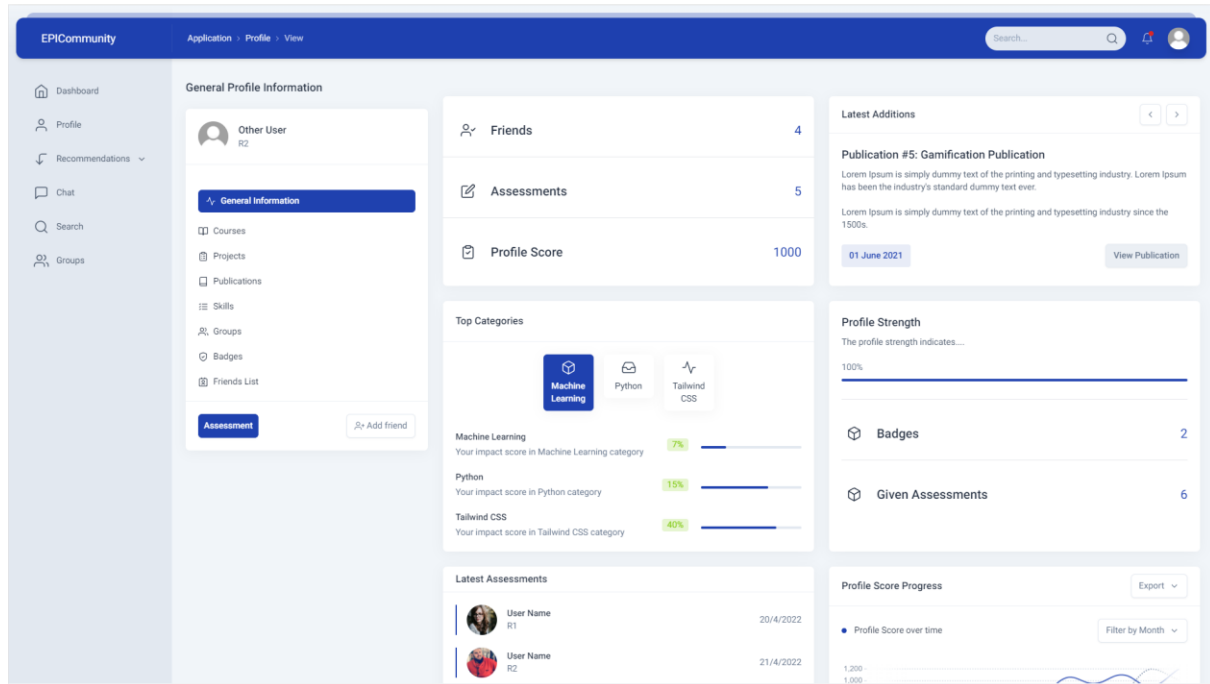 EPICommunity
Application > Profile > View
Search...
Dashboard
Profile
Recommendations
Chat
Search
Groups
General Profile Information
Other User
R2
General Information
Courses
Projects
Publications
Skills
Groups
Badges
Friends List
Assessment
Add friend
Friends 4
Assessments 5
Profile Score 1000
Latest Additions
Publication #5: Gamification Publication
Lorem Ipsum is simply dummy text of the printing and typesetting industry. Lorem Ipsum
has been the industry's standard dummy text ever.
Lorem Ipsum is simply dummy text of the printing and typesetting industry since the
1500s.
01 June 2021
View Publication
Top Categories
Machine
Learning
Python
Tailwind
CSS
Machine Learning
Your impact score in Machine Learning category
7%
Python
Your impact score in Python category
15%
Tailwind CSS
Your impact score in Tailwind CSS category
40%
Profile Strength
The profile strength indicates....
100%
Badges 2
Given Assessments 6
Latest Assessments
User Name
R1
20/4/2022
User Name
R2
21/4/2022
Profile Score Progress
Export
Profile Score over time
Filter by Month
1,200
1,000